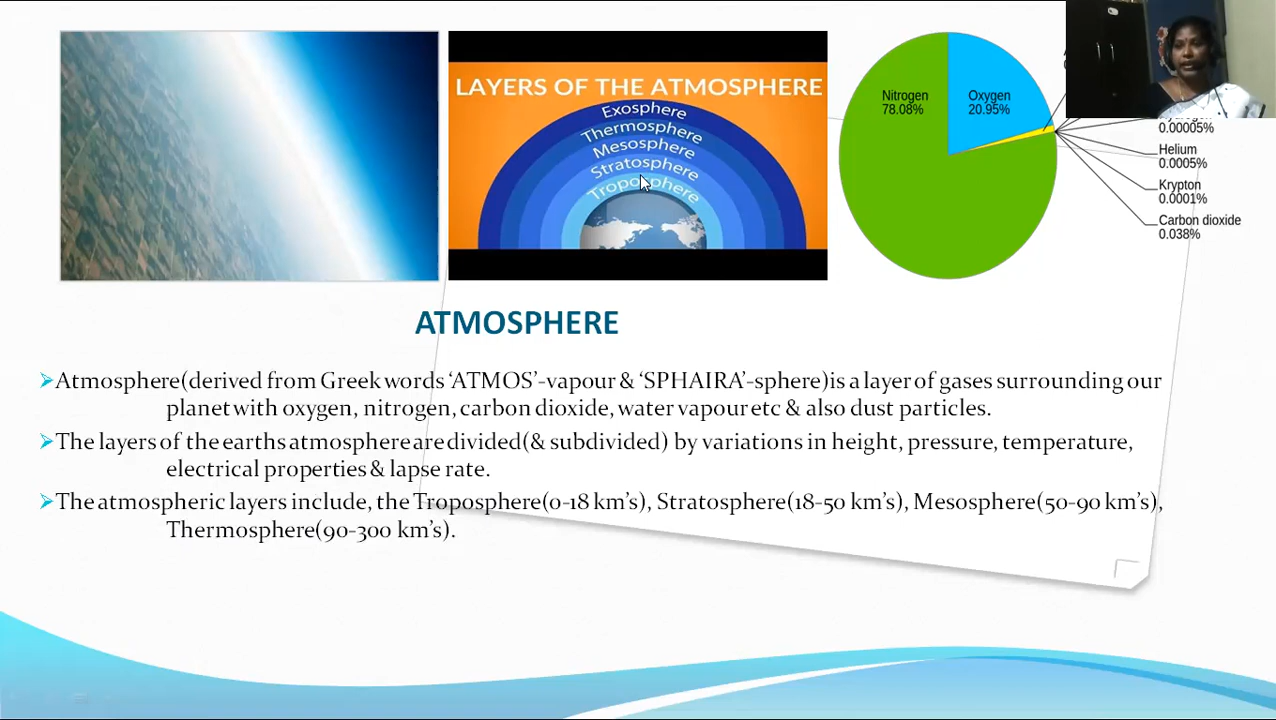 LAYERS OF THE ATMOSPHERE
Exosphere
Thermosphere
Mesosphere
Stratosphere
Troposphere
Nitrogen
78.08%
Oxygen
20.95%
0.00005%
Helium
0.0005%
Krypton
0.0001%
Carbon dioxide
0.038%
ATMOSPHERE
Atmosphere(derived from Greek words ‘ATMOS’-vapour & ‘SPHAIRA’-sphere)is a layer of gases surrounding our
planet with oxygen, nitrogen, carbon dioxide, water vapour etc & also dust particles.
The layers of the earths atmosphere are divided(& subdivided) by variations in height, pressure, temperature,
electrical properties & lapse rate.
The atmospheric layers include, the Troposphere(0-18 km’s), Stratosphere(18-50 km’s), Mesosphere(50-90 km’s),
Thermosphere(90-300 km’s).